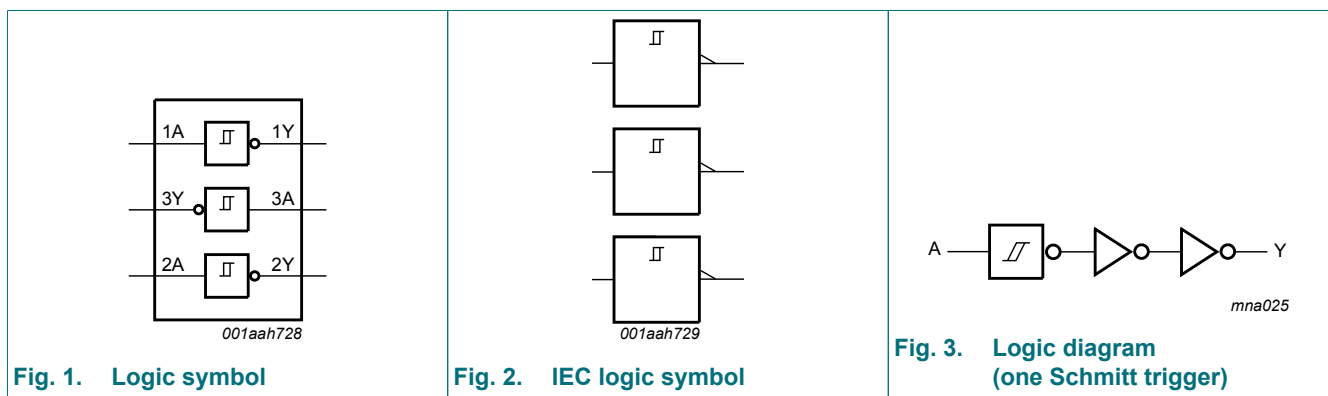 1A 1Y
3Y 3A
2A 2Y
001aah728
Fig. 1. Logic symbol
001aah729
Fig. 2. IEC logic symbol
A Y
mna025
Fig. 3. Logic diagram
(one Schmitt trigger)